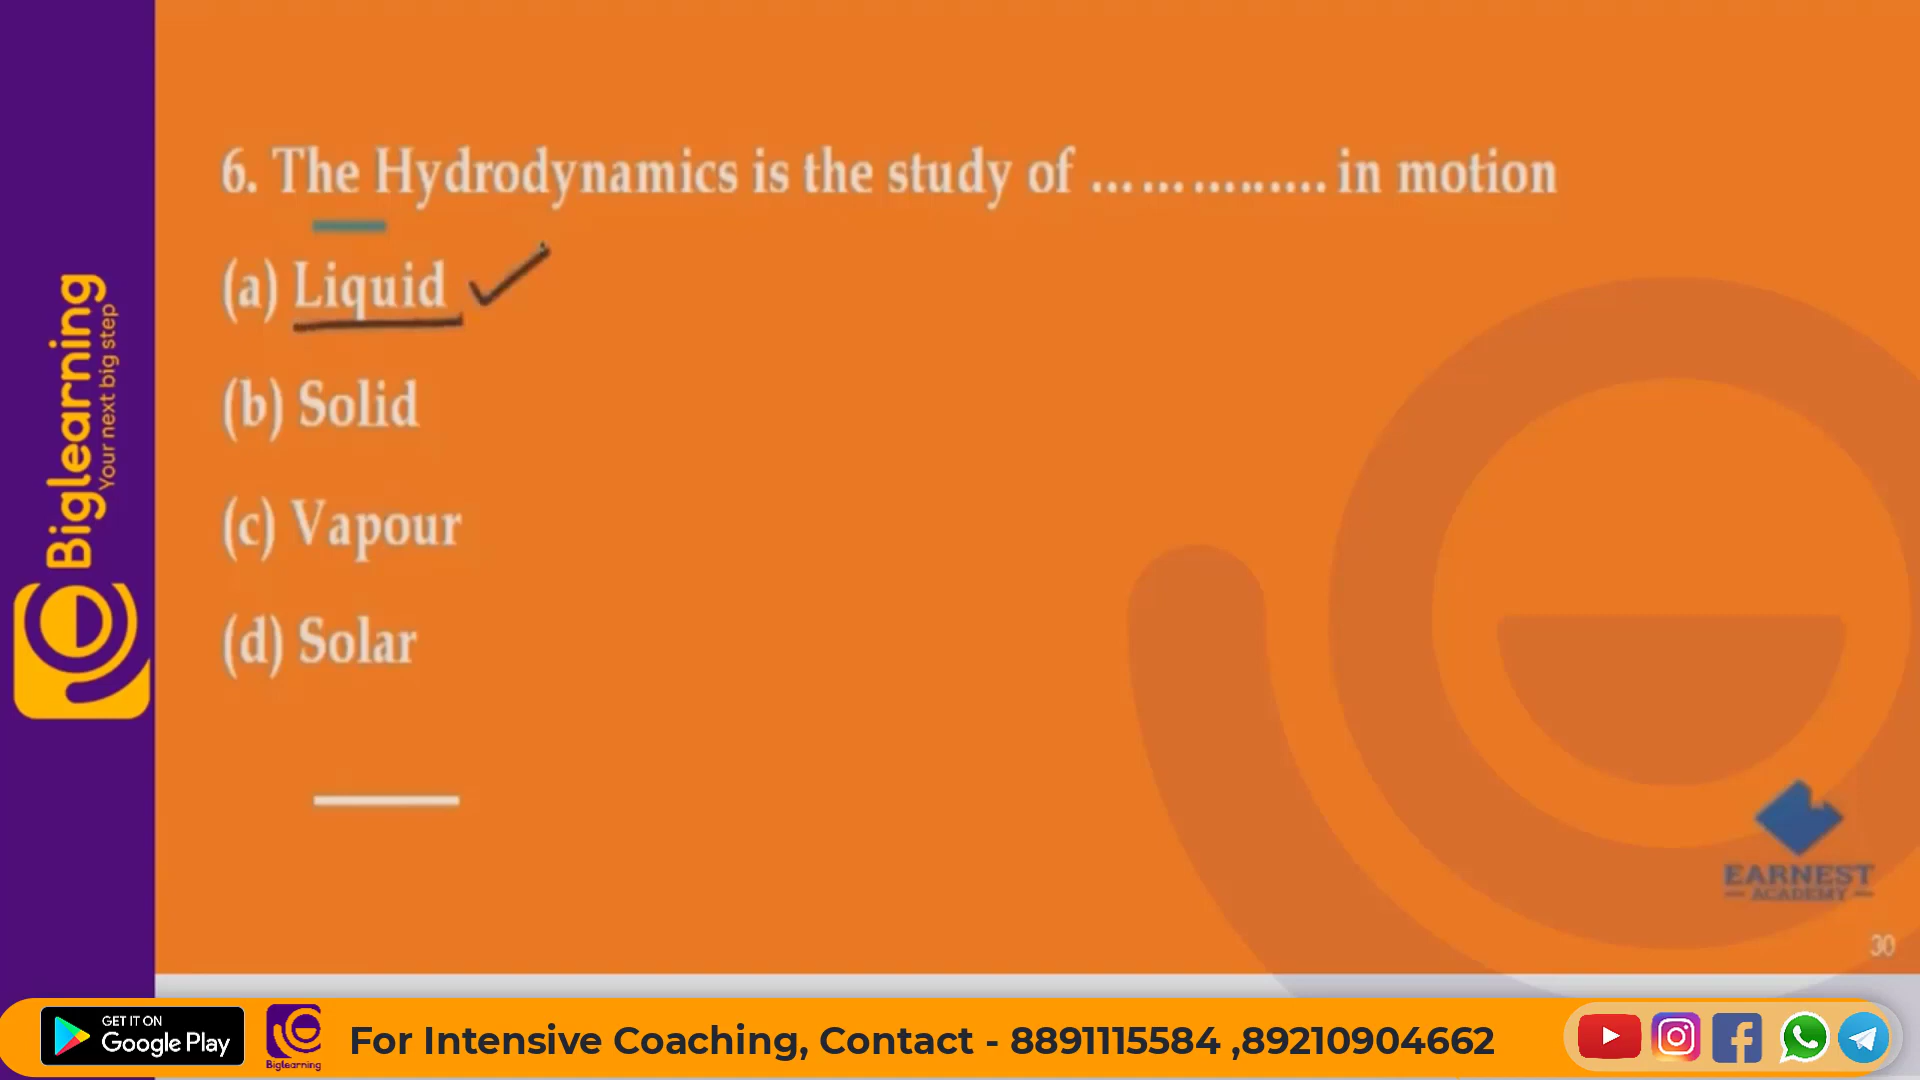 6. The Hydrodynamics is the study of ................ in motion
(a) Liquid
(b) Solid
(c) Vapour
(d) Solar
Biglearning
Your next big step
EARNEST
ACADEMY
30
GET IT ON
Google Play
Biglearning
For Intensive Coaching, Contact - 8891115584 ,89210904662